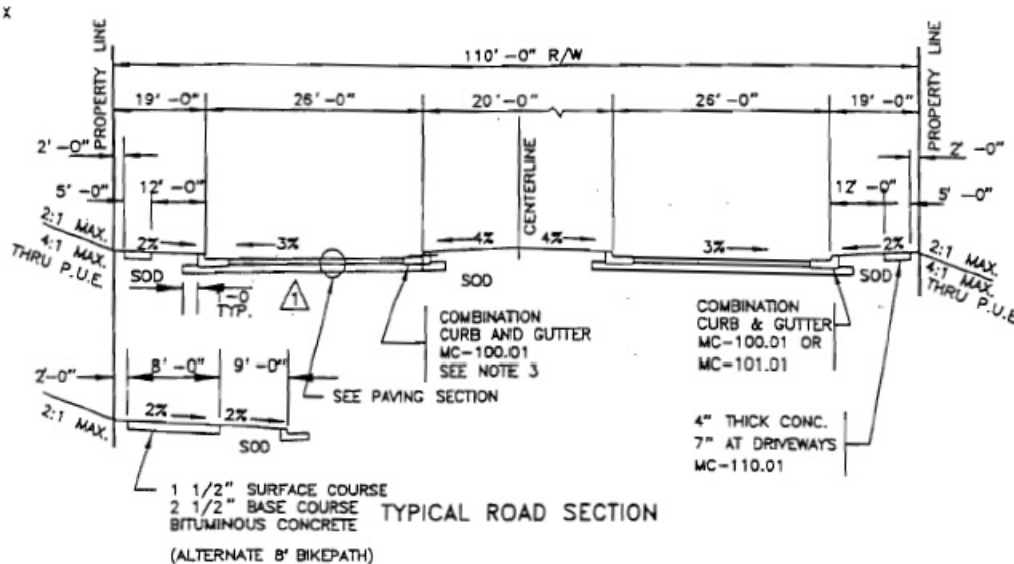 x
PROPERTY LINE
PROPERTY LINE
110'-0" R/W
19'-0"
26'-0"
20'-0"
26'-0"
19'-0"
2'-0"
2'-0"
12'-0"
12'-0"
5'-0"
5'-0"
CENTERLINE
2:1 MAX.
4:1 MAX.
THRU P.U.E.
2%
3%
4%
4%
3%
2%
2:1 MAX.
4:1 MAX.
THRU P.U.E.
SOD
SOD
SOD
-0
TYP.
1
COMBINATION
CURB AND GUTTER
MC-100.01
SEE NOTE 3
COMBINATION
CURB & GUTTER
MC-100.01 OR
MC-101.01
2'-0"
8'-0"
9'-0"
SEE PAVING SECTION
2:1 MAX.
2%
2%
SOD
4" THICK CONC.
7" AT DRIVEWAYS
MC-110.01
1 1/2" SURFACE COURSE
2 1/2" BASE COURSE
BITUMINOUS CONCRETE
(ALTERNATE 8' BIKEPATH)
TYPICAL ROAD SECTION